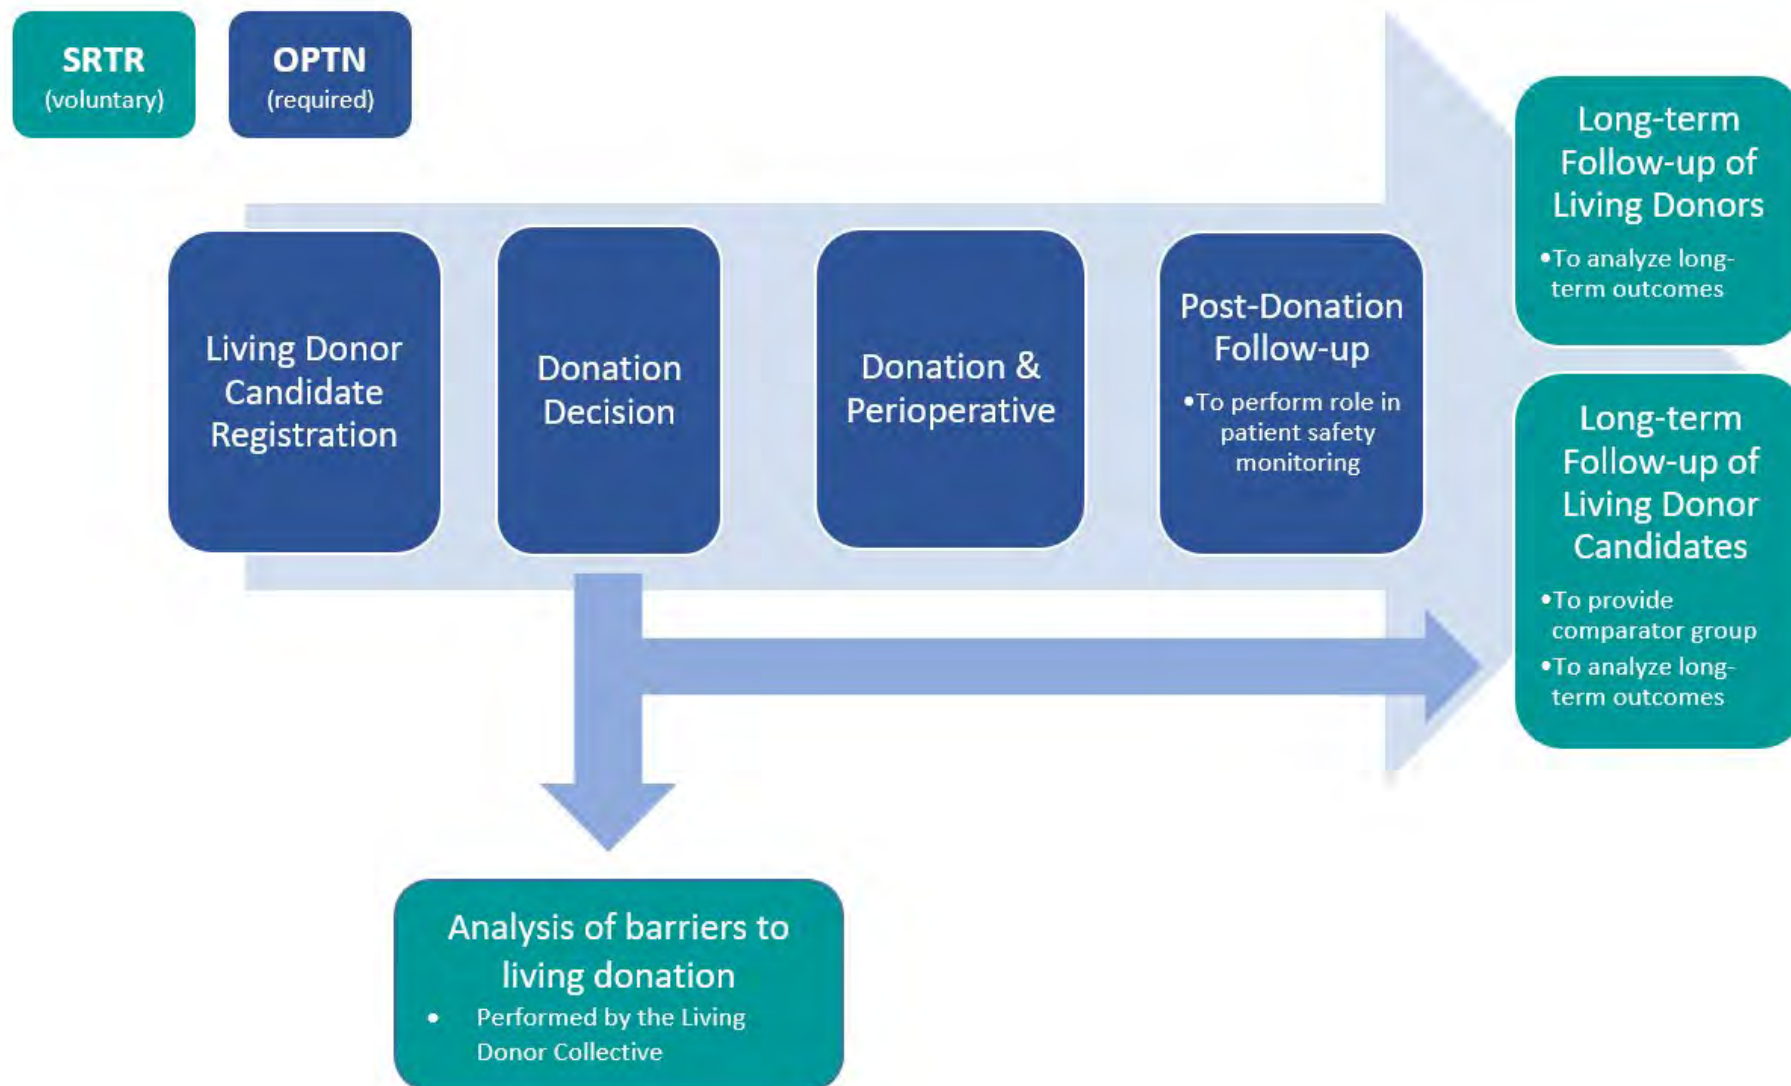 SRTR
(voluntary)
OPTN
(required)
Living Donor
Candidate
Registration
Donation
Decision
Donation &
Perioperative
Post-Donation
Follow-up
•To perform role in
patient safety
monitoring
Long-term
Follow-up of
Living Donors
•To analyze long-
term outcomes
Long-term
Follow-up of
Living Donor
Candidates
•To provide
comparator group
•To analyze long-
term outcomes
Analysis of barriers to
living donation
• Performed by the Living
Donor Collective